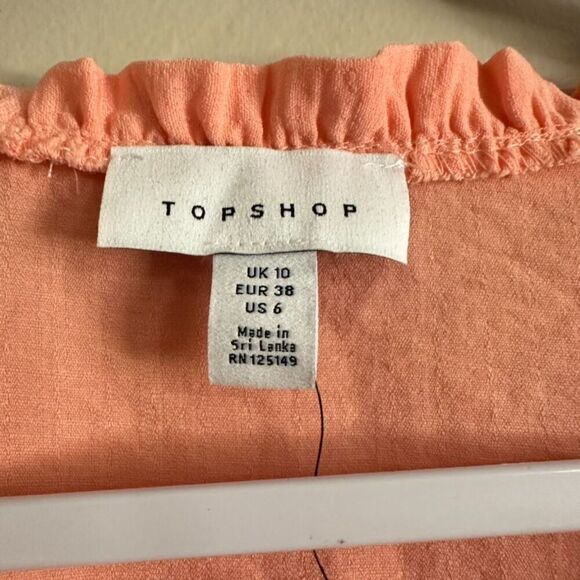 TOPSHOP
UK 10
EUR 38
US 6
Made in
Sri Lanka
RN 125149